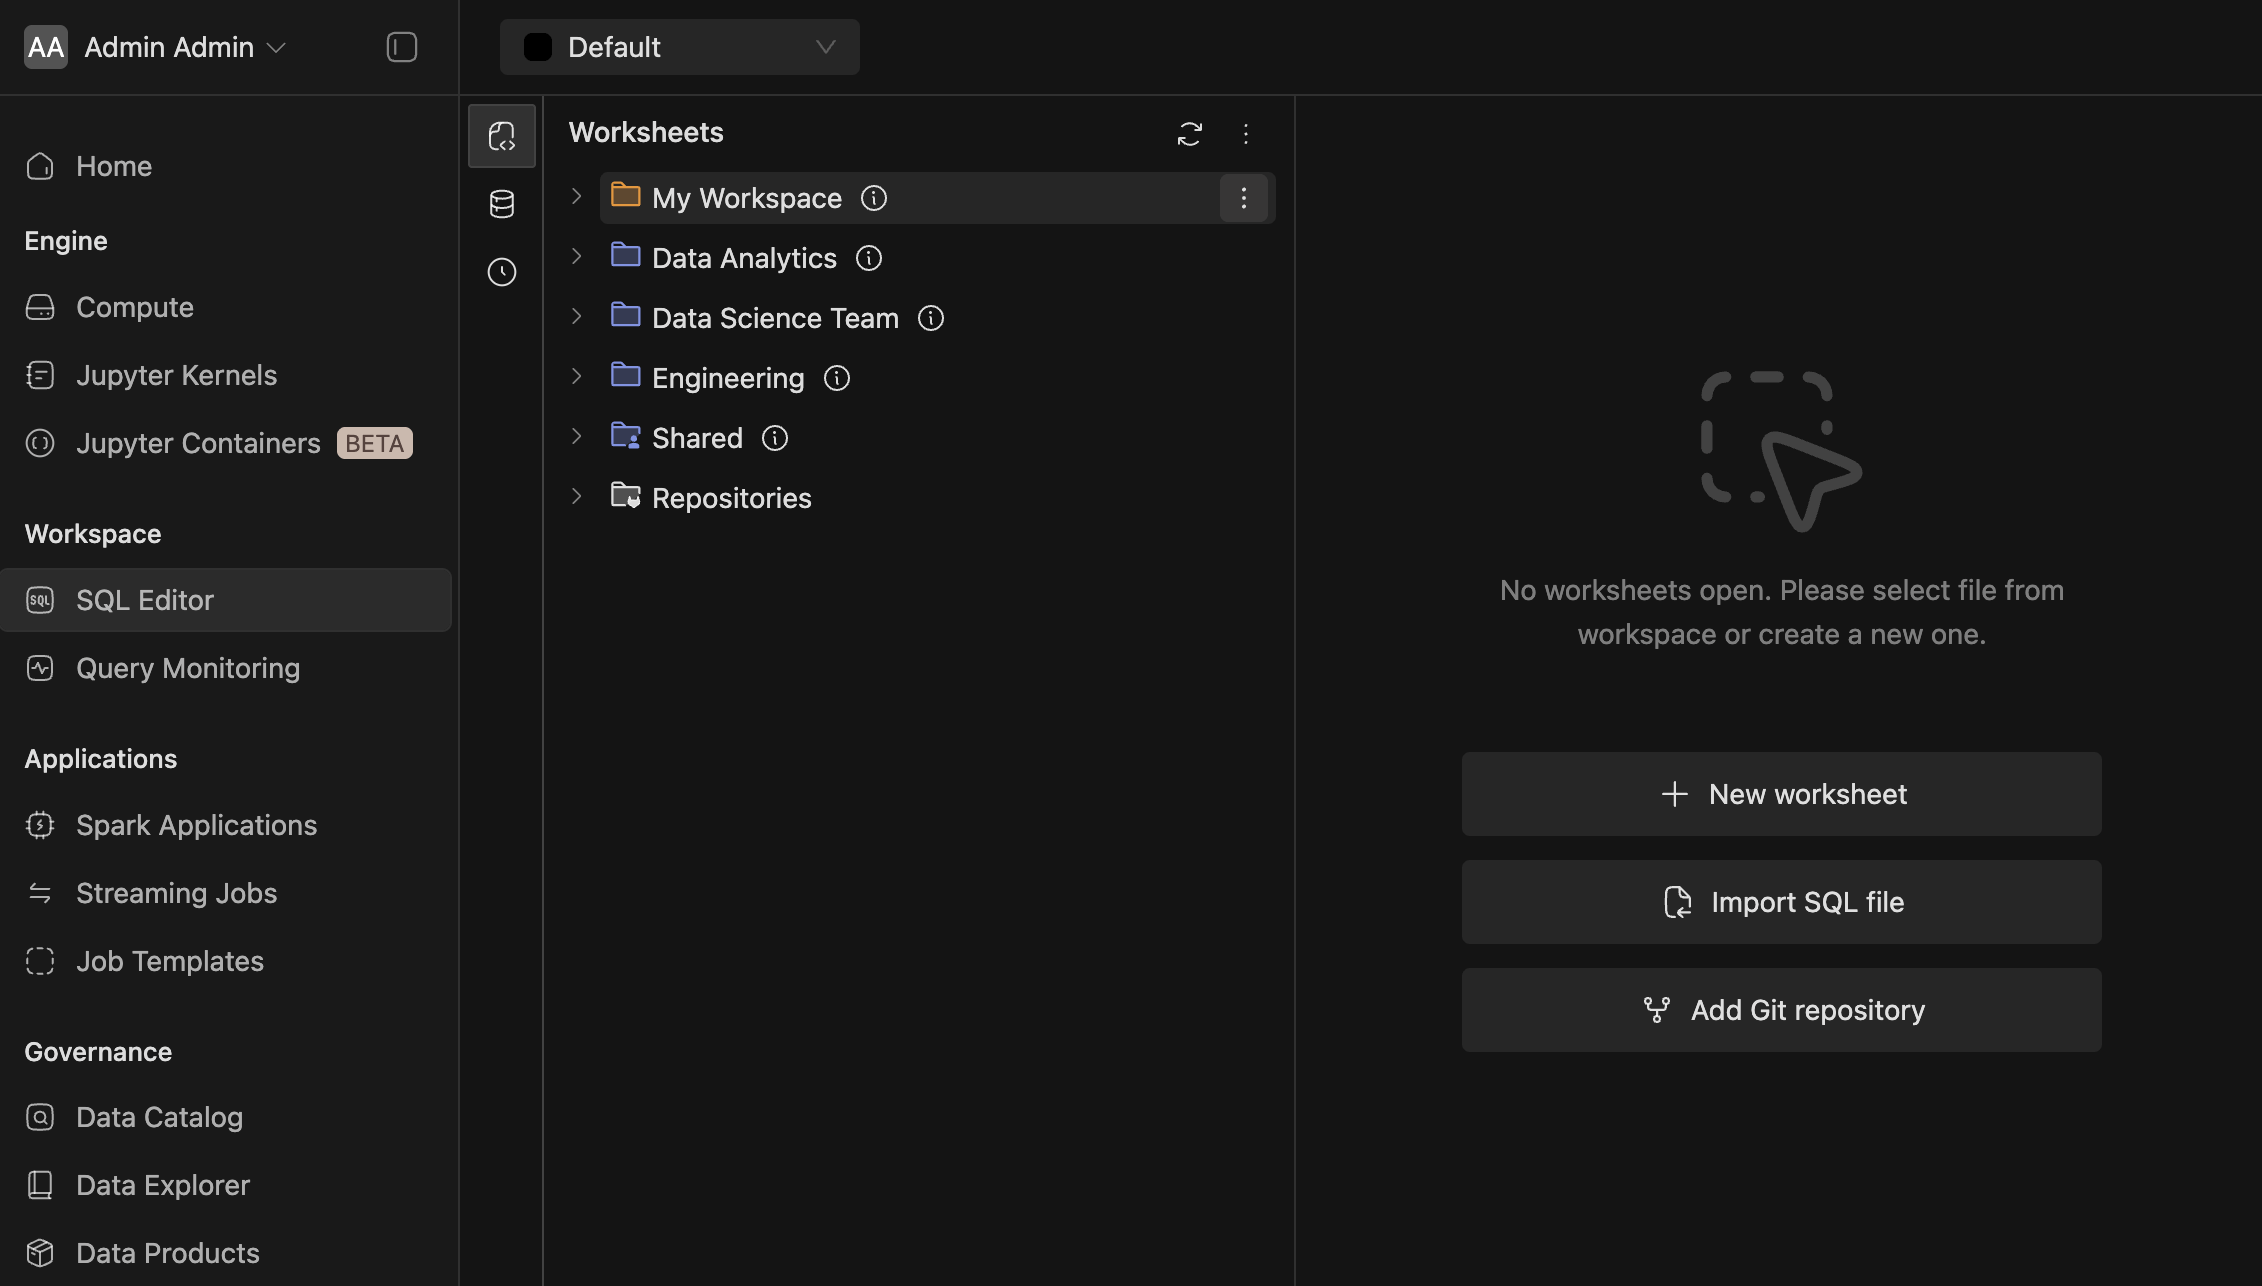 AA Admin Admin
Default
Home
Engine
Compute
Jupyter Kernels
Jupyter Containers BETA
Workspace
SQL SQL Editor
Query Monitoring
Applications
Spark Applications
Streaming Jobs
Job Templates
Governance
Data Catalog
Data Explorer
Data Products
Worksheets
My Workspace
Data Analytics
Data Science Team
Engineering
Shared
Repositories
No worksheets open. Please select file from
workspace or create a new one.
New worksheet
Import SQL file
Add Git repository